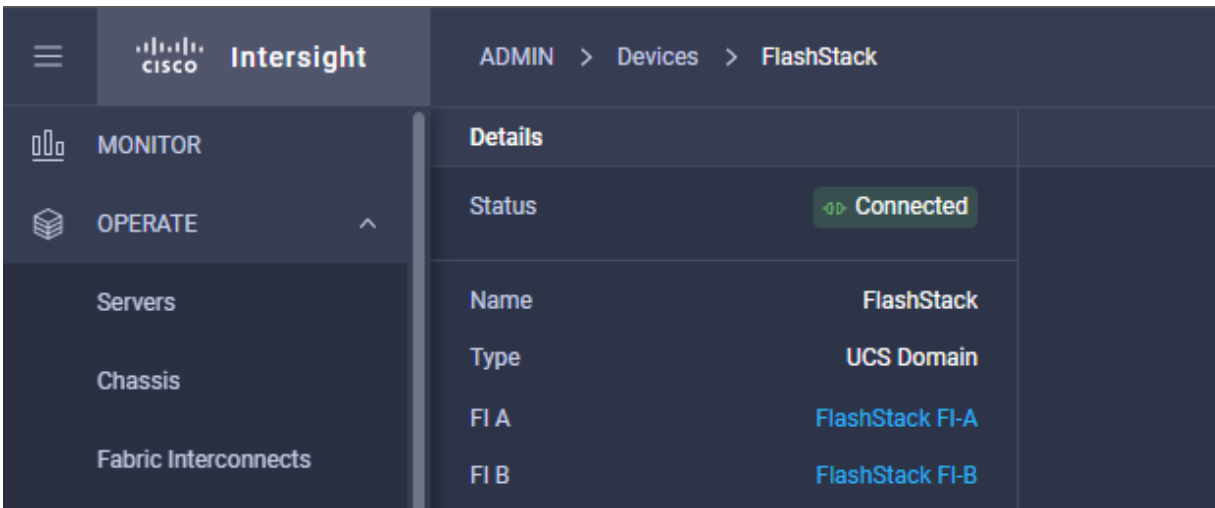 CISCO Intersight ADMIN > Devices > FlashStack
MONITOR
OPERATE
Servers
Chassis
Fabric Interconnects
Details
Status Connected
Name FlashStack
Type UCS Domain
FI A FlashStack FI-A
FI B FlashStack FI-B